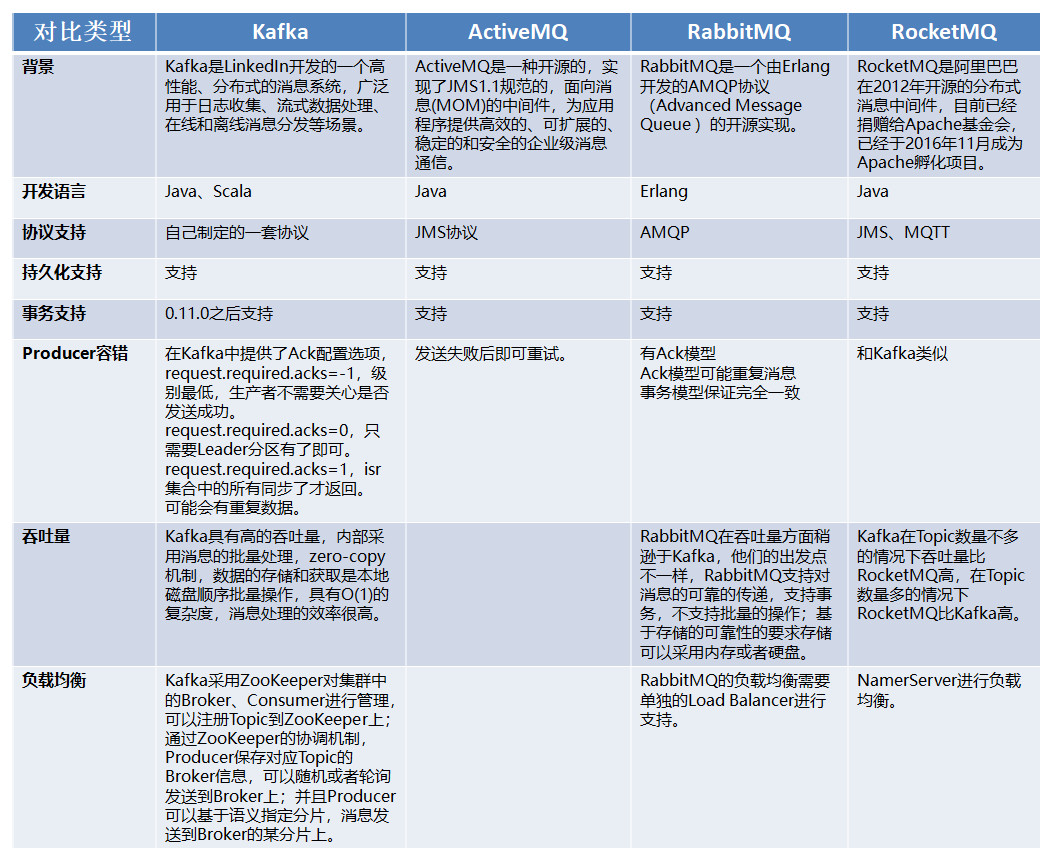 对比类型
Kafka
ActiveMQ
RabbitMQ
RocketMQ
背景
Kafka是LinkedIn开发的一个高
性能、分布式的消息系统，广泛
用于日志收集、流式数据处理、
在线和离线消息分发等场景。
ActiveMQ是一种开源的，实
现了JMS1.1规范的，面向消
息(MOM)的中间件，为应用
程序提供高效的、可扩展的、
稳定的和安全的企业级消息
通信。
RabbitMQ是一个由Erlang
开发的AMQP协议
（Advanced Message
Queue ）的开源实现。
RocketMQ是阿里巴巴
在2012年开源的分布式
消息中间件，目前已经
捐赠给Apache基金会，
已经于2016年11月成为
Apache孵化项目。
开发语言
Java、Scala
Java
Erlang
Java
协议支持
自己制定的一套协议
JMS协议
AMQP
JMS、MQTT
持久化支持
支持
支持
支持
支持
事务支持
0.11.0之后支持
支持
支持
支持
Producer容错
在Kafka中提供了Ack配置选项，
request.required.acks=-1，级
别最低，生产者不需要关心是否
发送成功。
request.required.acks=0，只
需要Leader分区有了即可。
request.required.acks=1，isr
集合中的所有同步了才返回。
可能会有重复数据。
发送失败后即可重试。
有Ack模型
Ack模型可能重复消息
事务模型保证完全一致
和Kafka类似
吞吐量
Kafka具有高的吞吐量，内部采
用消息的批量处理，zero-copy
机制，数据的存储和获取是本地
磁盘顺序批量操作，具有O(1)的
复杂度，消息处理的效率很高。
RabbitMQ在吞吐量方面稍
逊于Kafka，他们的出发点
不一样，RabbitMQ支持对
消息的可靠的传递，支持事
务，不支持批量的操作；基
于存储的可靠性的要求存储
可以采用内存或者硬盘。
Kafka在Topic数量不多
的情况下吞吐量比
RocketMQ高，在Topic
数量多的情况下
RocketMQ比Kafka高。
负载均衡
Kafka采用ZooKeeper对集群中
的Broker、Consumer进行管理，
可以注册Topic到ZooKeeper上；
通过ZooKeeper的协调机制，
Producer保存对应Topic的
Broker信息，可以随机或者轮询
发送到Broker上；并且Producer
可以基于语义指定分片，消息发
送到Broker的某分片上。
RabbitMQ的负载均衡需要
单独的Load Balancer进行
支持。
NamerServer进行负载
均衡。